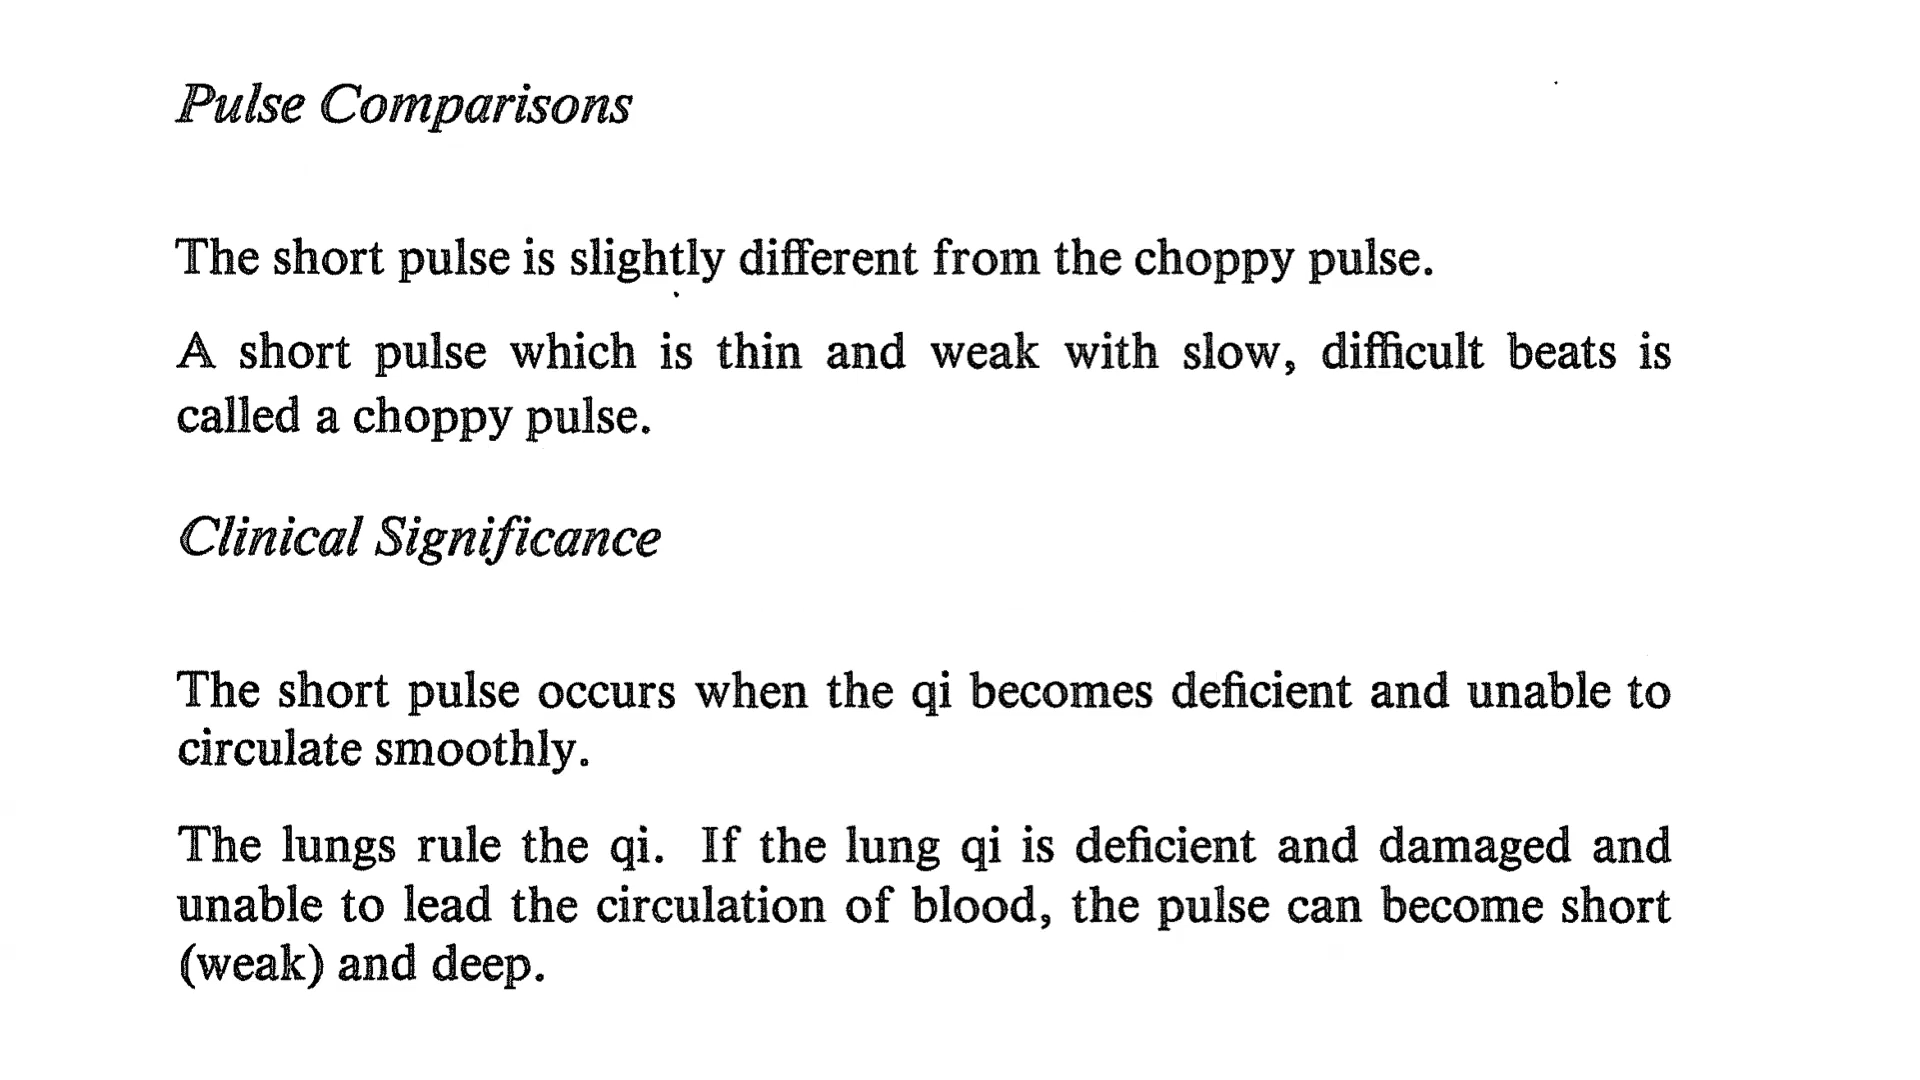 Pulse Comparisons
The short pulse is slightly different from the choppy pulse.
A short pulse which is thin and weak with slow, difficult beats is
called a choppy pulse.
Clinical Significance
The short pulse occurs when the qi becomes deficient and unable to
circulate smoothly.
The lungs rule the qi. If the lung qi is deficient and damaged and
unable to lead the circulation of blood, the pulse can become short
(weak) and deep.